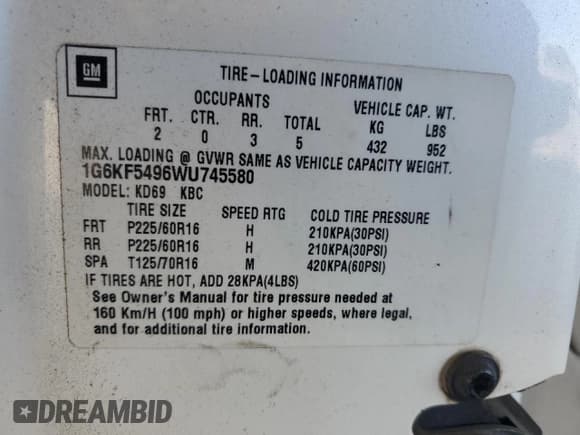 GM
TIRE-LOADING INFORMATION
OCCUPANTS VEHICLE CAP. WT.
FRT. CTR. RR. TOTAL KG LBS
2 0 3 5 432 952
MAX. LOADING @ GVWR SAME AS VEHICLE CAPACITY WEIGHT.
1G6KF5496WU745580
MODEL: KD69 KBC
TIRE SIZE SPEED RTG COLD TIRE PRESSURE
FRT P225/60R16 H 210KPA(30PSI)
RR P225/60R16 H 210KPA(30PSI)
SPA T125/70R16 M 420KPA(60PSI)
IF TIRES ARE HOT, ADD 28KPA(4LBS)
See Owner's Manual for tire pressure needed at
160 Km/H (100 mph) or higher speeds, where legal,
and for additional tire information.
DREAMBID